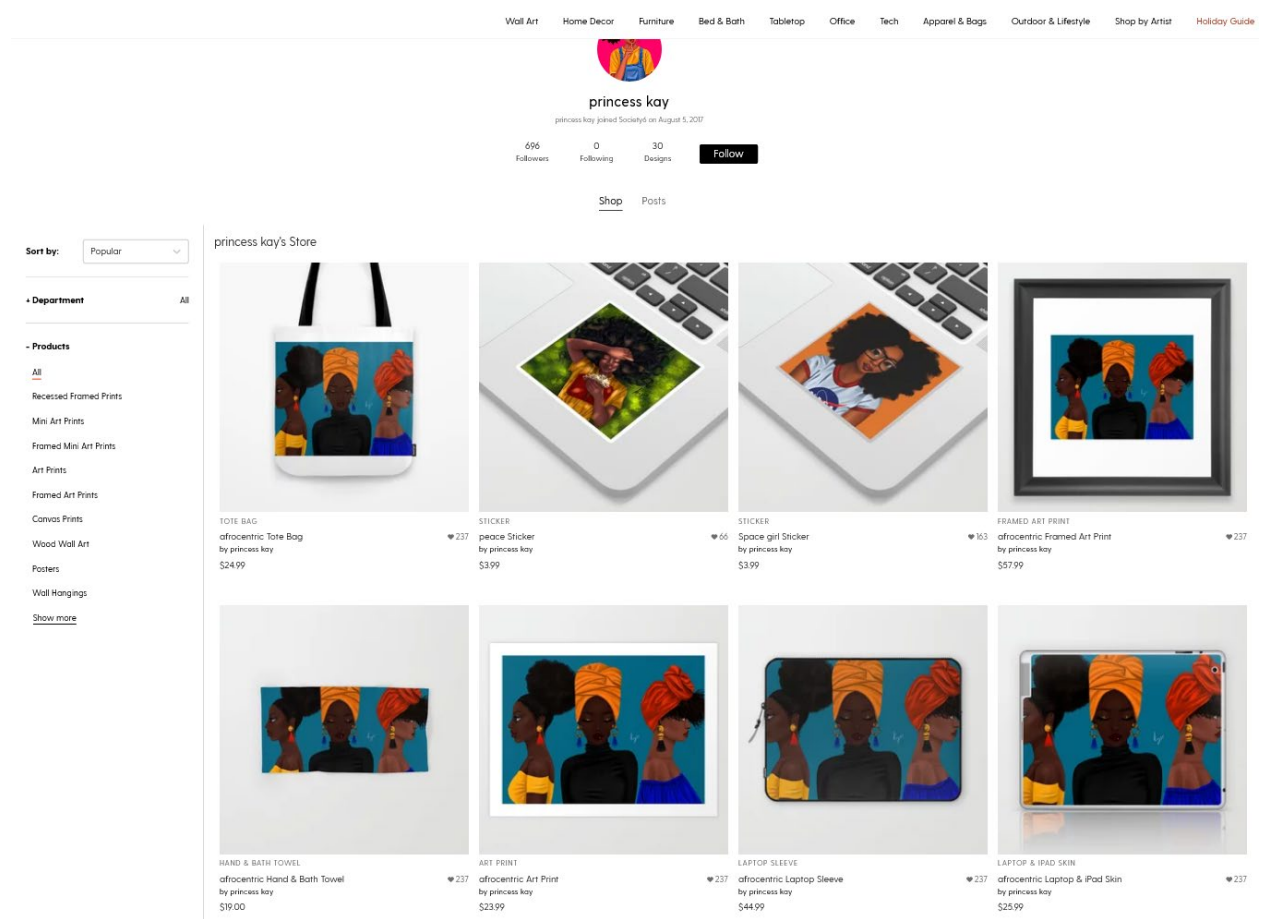 Wall Art Home Decor Furniture Bed & Bath Tabletop Office Tech Apparel & Bags Outdoor & Lifestyle Shop by Artist Holiday Guide
princess kay
princess kay joined Society6 on August 5, 2017
696 0 30
Followers Following Designs
Follow
Shop Posts
Sort by: Popular
+ Department All
- Products
All
Recessed Framed Prints
Mini Art Prints
Framed Mini Art Prints
Art Prints
Framed Art Prints
Canvas Prints
Wood Wall Art
Posters
Wall Hangings
Show more
princess kay's Store
TOTE BAG
afrocentric Tote Bag 237
by princess kay
$24.99
STICKER
peace Sticker 66
by princess kay
$3.99
STICKER
Space girl Sticker 163
by princess kay
$3.99
FRAMED ART PRINT
afrocentric Framed Art Print 237
by princess kay
$57.99
HAND & BATH TOWEL
afrocentric Hand & Bath Towel 237
by princess kay
$19.00
ART PRINT
afrocentric Art Print 237
by princess kay
$23.99
LAPTOP SLEEVE
afrocentric Laptop Sleeve 237
by princess kay
$44.99
LAPTOP & IPAD SKIN
afrocentric Laptop & iPad Skin 237
by princess kay
$25.99